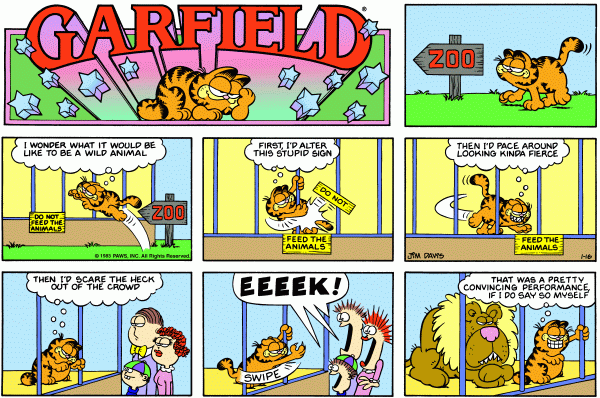 GARFIELD®
ZOO
I WONDER WHAT IT WOULD BE
LIKE TO BE A WILD ANIMAL
DO NOT
FEED THE
ANIMALS
ZOO
© 1983 PAWS, INC. All Rights Reserved.
FIRST, I'D ALTER
THIS STUPID SIGN
DO NOT
FEED THE
ANIMALS
THEN I'D PACE AROUND
LOOKING KINDA FIERCE
FEED THE
ANIMALS
JIM DAVIS
1-16
THEN I'D SCARE THE HECK
OUT OF THE CROWD
EEEEK!
SWIPE
THAT WAS A PRETTY
CONVINCING PERFORMANCE,
IF I DO SAY SO MYSELF